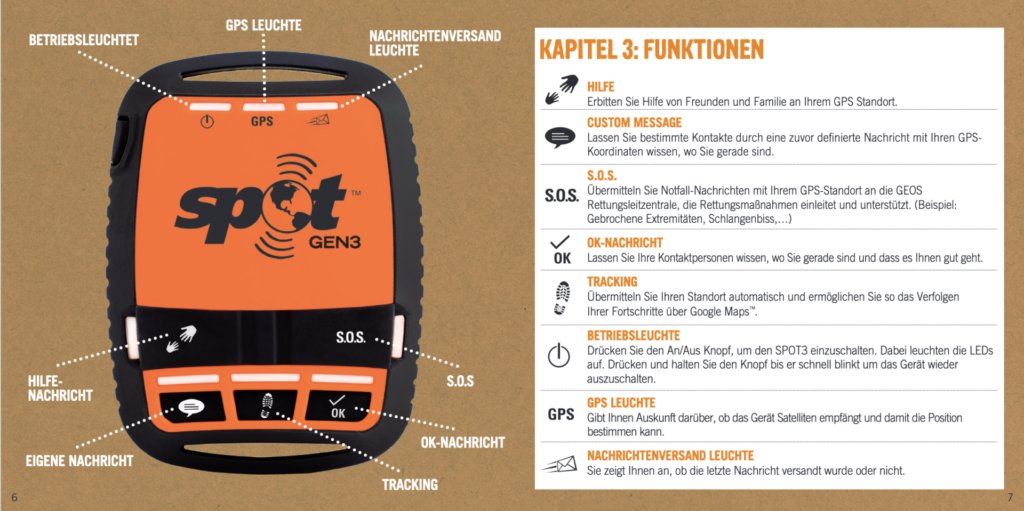 GPS LEUCHTE
BETRIEBSLEUCHTET
NACHRICHTENVERSAND
LEUCHTE
GPS
spot™
GEN3
S.O.S.
HILFE-
NACHRICHT
S.O.S
OK
OK-NACHRICHT
EIGENE NACHRICHT
TRACKING
6
KAPITEL 3: FUNKTIONEN
HILFE
Erbitten Sie Hilfe von Freunden und Familie an Ihrem GPS Standort.
CUSTOM MESSAGE
Lassen Sie bestimmte Kontakte durch eine zuvor definierte Nachricht mit Ihren GPS-
Koordinaten wissen, wo Sie gerade sind.
S.O.S.
S.O.S.
Übermitteln Sie Notfall-Nachrichten mit Ihrem GPS-Standort an die GEOS
Rettungsleitzentrale, die Rettungsmaßnahmen einleitet und unterstützt. (Beispiel:
Gebrochene Extremitäten, Schlangenbiss,...)
OK
OK-NACHRICHT
Lassen Sie Ihre Kontaktpersonen wissen, wo Sie gerade sind und dass es Ihnen gut geht.
TRACKING
Übermitteln Sie Ihren Standort automatisch und ermöglichen Sie so das Verfolgen
Ihrer Fortschritte über Google Maps™.
BETRIEBSLEUCHTE
Drücken Sie den An/Aus Knopf, um den SPOT3 einzuschalten. Dabei leuchten die LEDs
auf. Drücken und halten Sie den Knopf bis er schnell blinkt um das Gerät wieder
auszuschalten.
GPS
GPS LEUCHTE
Gibt Ihnen Auskunft darüber, ob das Gerät Satelliten empfängt und damit die Position
bestimmen kann.
NACHRICHTENVERSAND LEUCHTE
Sie zeigt Ihnen an, ob die letzte Nachricht versandt wurde oder nicht.
7